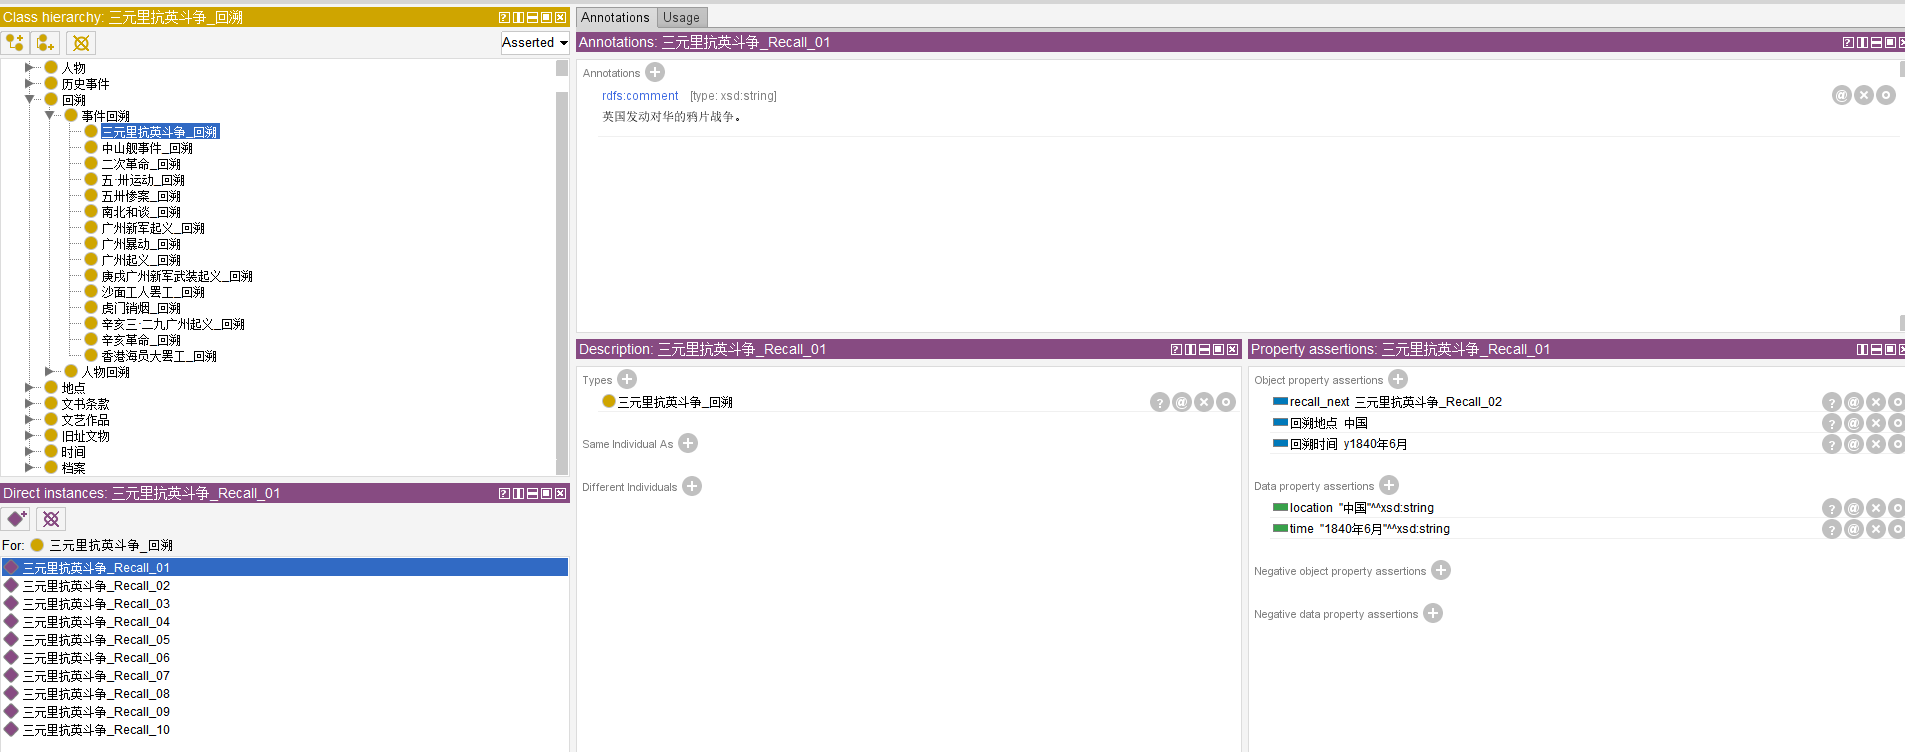 Class hierarchy: 三元里抗英斗争_回溯
Asserted
人物
历史事件
回溯
事件回溯
三元里抗英斗争_回溯
中山舰事件_回溯
二次革命_回溯
五·卅运动_回溯
五卅惨案_回溯
南北和谈_回溯
广州新军起义_回溯
广州暴动_回溯
广州起义_回溯
庚戌广州新军武装起义_回溯
沙面工人罢工_回溯
虎门销烟_回溯
辛亥三·二九广州起义_回溯
辛亥革命_回溯
香港海员大罢工_回溯
人物回溯
地点
文书条款
文艺作品
旧址文物
时间
档案
Direct instances: 三元里抗英斗争_Recall_01
For: 三元里抗英斗争_回溯
三元里抗英斗争_Recall_01
三元里抗英斗争_Recall_02
三元里抗英斗争_Recall_03
三元里抗英斗争_Recall_04
三元里抗英斗争_Recall_05
三元里抗英斗争_Recall_06
三元里抗英斗争_Recall_07
三元里抗英斗争_Recall_08
三元里抗英斗争_Recall_09
三元里抗英斗争_Recall_10
Annotations Usage
Annotations: 三元里抗英斗争_Recall_01
Annotations
rdfs:comment [type: xsd:string]
英国发动对华的鸦片战争。
Description: 三元里抗英斗争_Recall_01
Types
三元里抗英斗争_回溯
Same Individual As
Different Individuals
Property assertions: 三元里抗英斗争_Recall_01
Object property assertions
recall_next 三元里抗英斗争_Recall_02
回溯地点 中国
回溯时间 y1840年6月
Data property assertions
location "中国"^^xsd:string
time "1840年6月"^^xsd:string
Negative object property assertions
Negative data property assertions